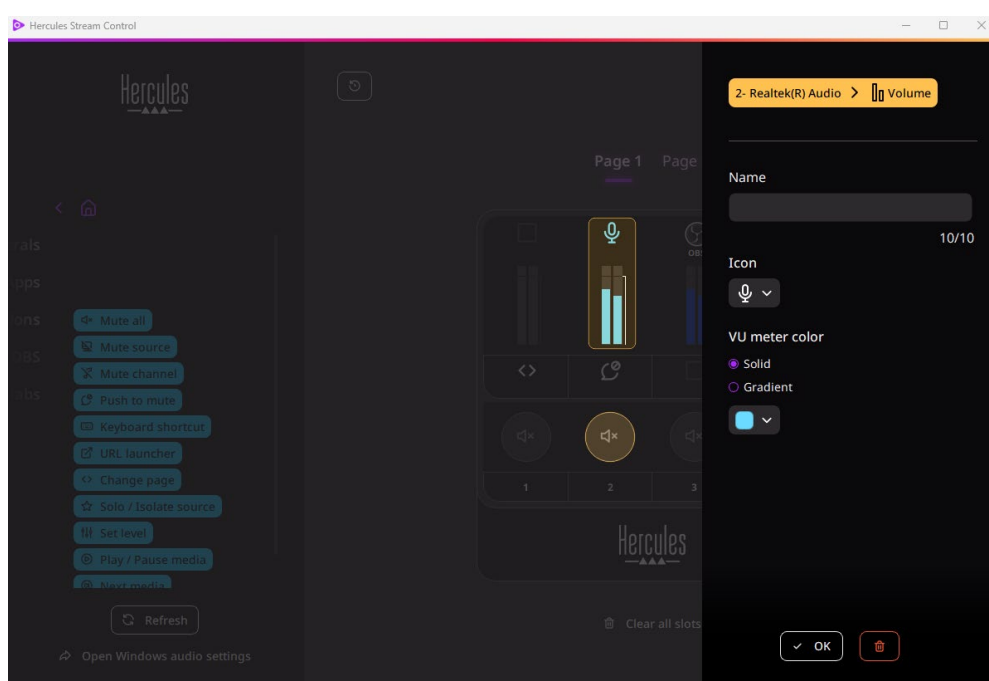 Hercules Stream Control
Hercules
Page 1 Page
Mute all
Mute source
Mute channel
Push to mute
Keyboard shortcut
URL launcher
Change page
Solo / Isolate source
Set level
Play / Pause media
Next media
Refresh
Open Windows audio settings
1 2 3
Hercules
Clear all slots
2- Realtek(R) Audio > Volume
Name
10/10
Icon
VU meter color
Solid
Gradient
OK